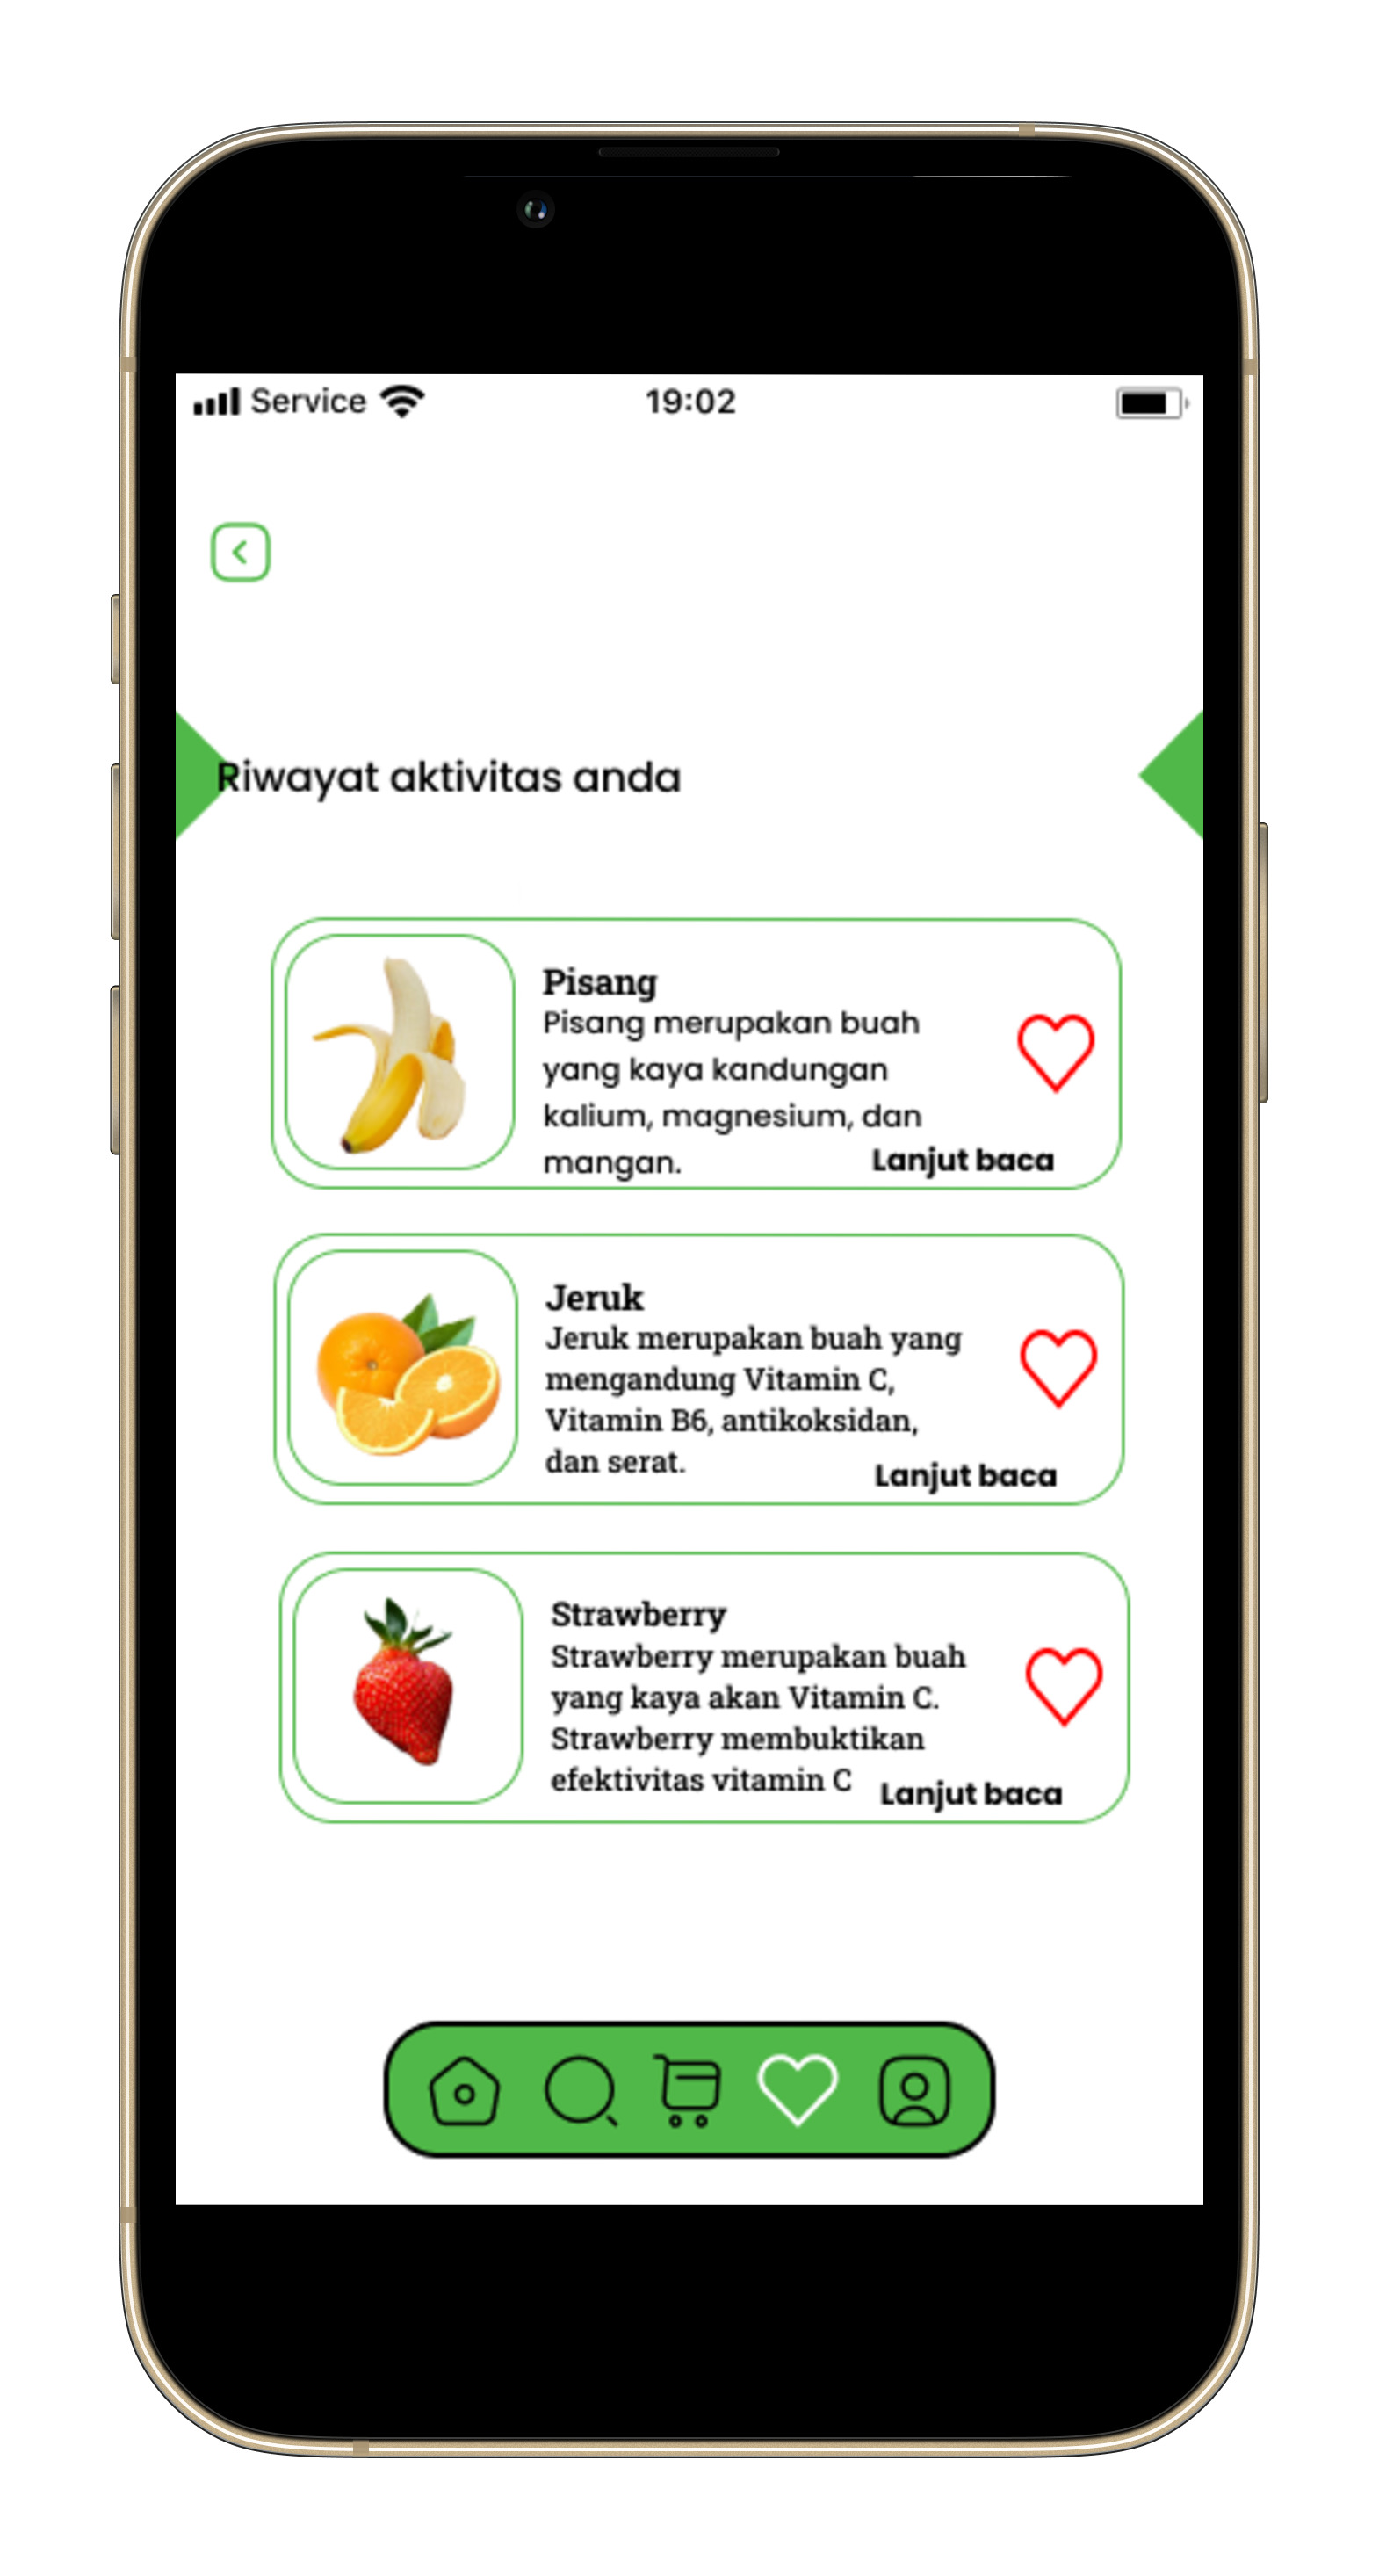 Service
19:02
Riwayat aktivitas anda
Pisang
Pisang merupakan buah
yang kaya kandungan
kalium, magnesium, dan
mangan.
Lanjut baca
Jeruk
Jeruk merupakan buah yang
mengandung Vitamin C,
Vitamin B6, antikoksidan,
dan serat.
Lanjut baca
Strawberry
Strawberry merupakan buah
yang kaya akan Vitamin C.
Strawberry membuktikan
efektivitas vitamin C
Lanjut baca